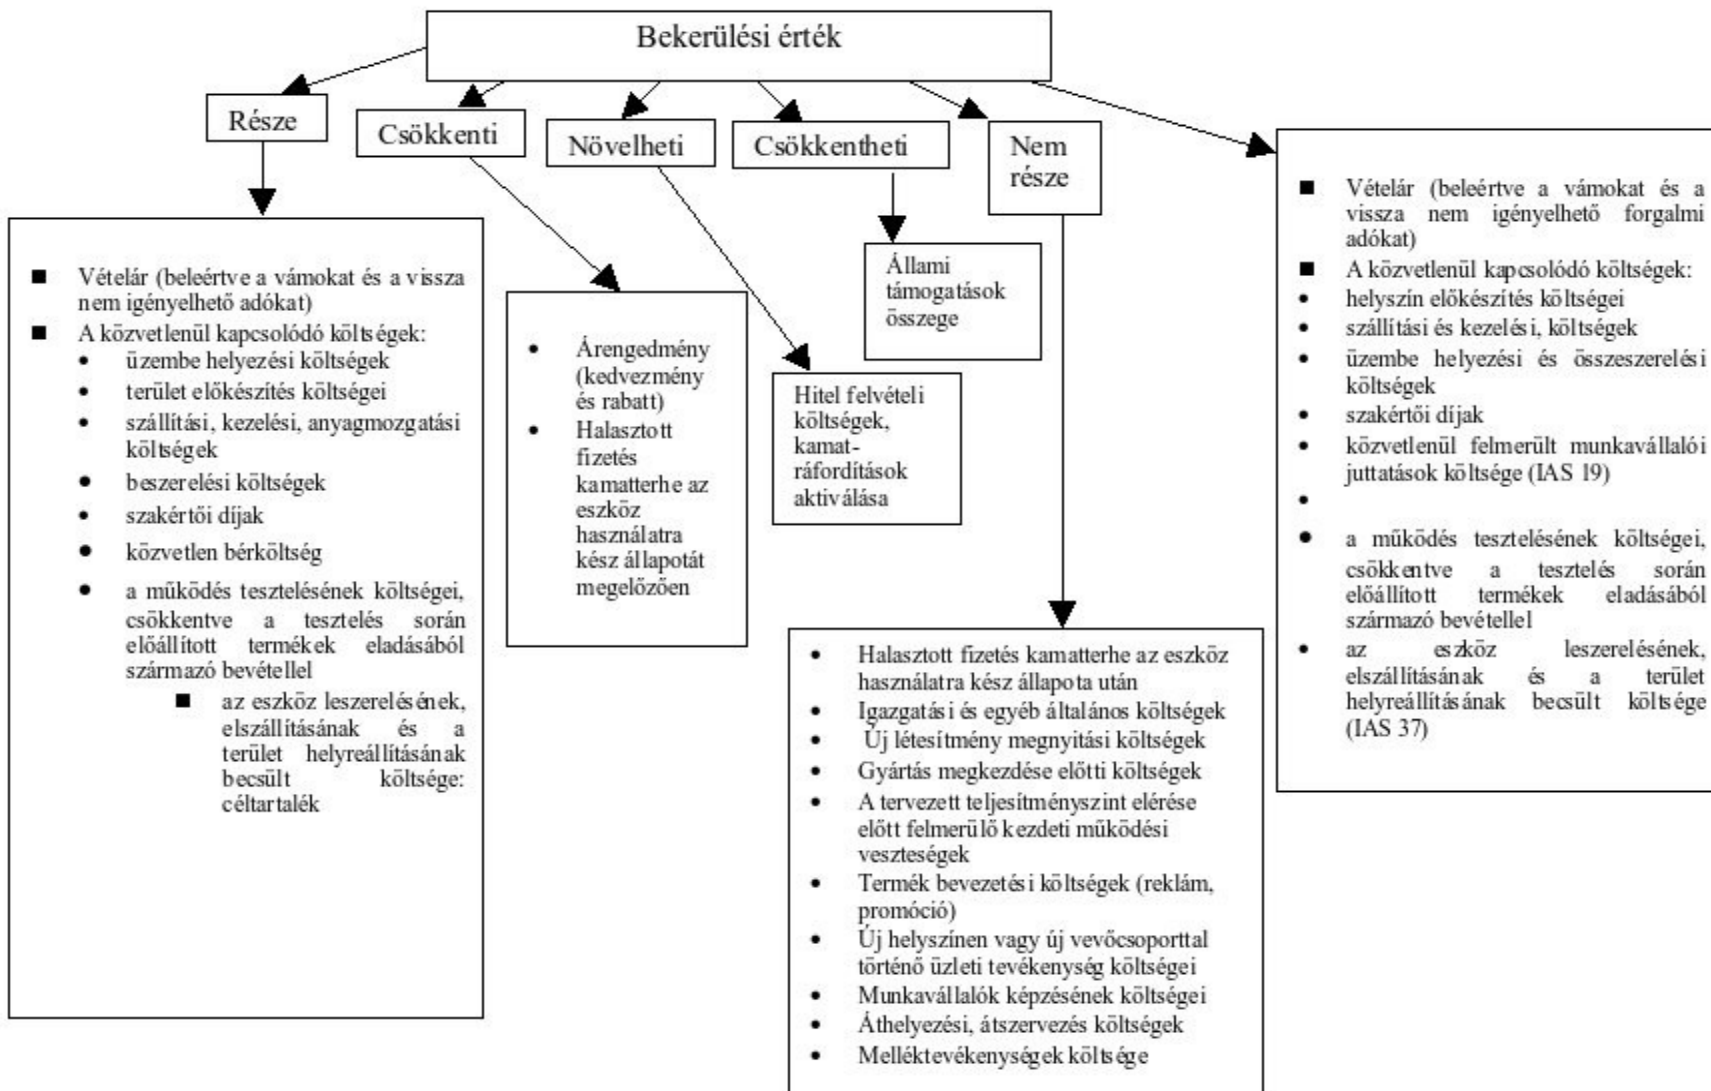 Bekerülési érték
Része
Csökkenti
Növelheti
Csökkentheti
Nem
része
■ Vételár (beleértve a vámokat és a vissza
nem igényelhető adókat)
■ A közvetlenül kapcsolódó költségek:
• üzembe helyezési költségek
• terület előkészítés költségei
• szállítási, kezelési, anyagmozgatási
költségek
• beszerelési költségek
• szakértői díjak
• közvetlen bérköltség
• a működés tesztelésének költségei,
csökkentve a tesztelés során
előállított termékek eladásából
származó bevétellel
■ az eszköz leszerelésének,
elszállításának és a
terület helyreállításának
becsült költsége:
céltartalék
• Árengedmény
(kedvezmény
és rabatt)
• Halasztott
fizetés
kamatterhe az
eszköz
használatra
kész állapotát
megelőzően
Hitel felvételi
költségek,
kamat-
ráfordítások
aktiválása
Állami
támogatások
összege
• Halasztott fizetés kamatterhe az eszköz
használatra kész állapota után
• Igazgatási és egyéb általános költségek
• Új létesítmény megnyitási költségek
• Gyártás megkezdése előtti költségek
• A tervezett teljesítményszint elérése
előtt felmerülő kezdeti működési
veszteségek
• Termék bevezetési költségek (reklám,
promóció)
• Új helyszínen vagy új vevőcsoporttal
történő üzleti tevékenység költségei
• Munkavállalók képzésének költségei
• Áthelyezési, átszervezés költségek
• Melléktevékenységek költsége
■ Vételár (beleértve a vámokat és a
vissza nem igényelhető forgalmi
adókat)
■ A közvetlenül kapcsolódó költségek:
• helyszín előkészítés költségei
• szállítási és kezelési, költségek
• üzembe helyezési és összeszerelési
költségek
• szakértői díjak
• közvetlenül felmerült munkavállalói
juttatások költsége (IAS 19)
•
• a működés tesztelésének költségei,
csökkentve a tesztelés során
előállított termékek eladásából
származó bevétellel
• az eszköz leszerelésének,
elszállításának és a terület
helyreállításának becsült költsége
(IAS 37)